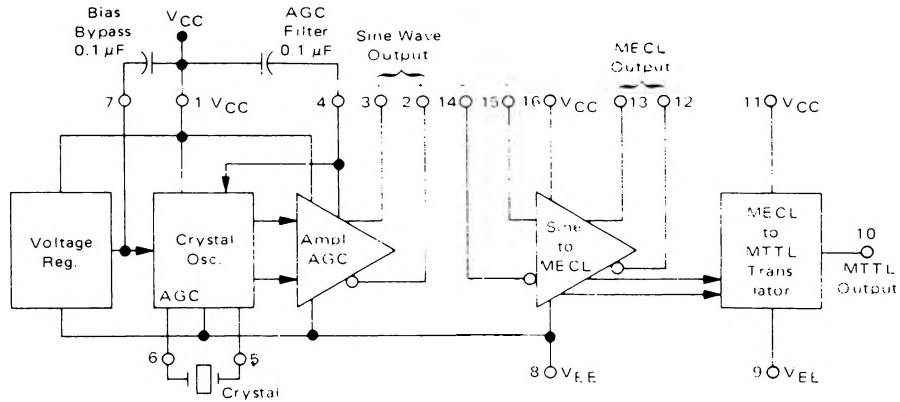 Bias
Bypass
0.1 µF
VCC
AGC
Filter
0.1 µF
Sine Wave
Output
MECL
Output
7
1 VCC
4
3
2
14
15
16 VCC
13
12
11 VCC
Voltage
Reg.
Crystal
Osc.
AGC
Ampl
AGC
Sine
to
MECL
MECL
to
MTTL
Trans
lator
10
MTTL
Output
6
5
Crystal
8 VEE
9 VEE